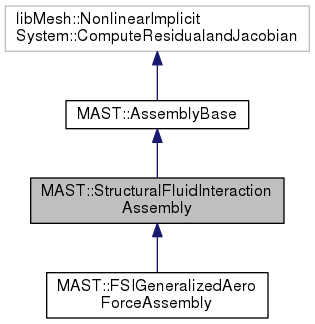 libMesh::NonlinearImplicit
System::ComputeResidualandJacobian
MAST::AssemblyBase
MAST::StructuralFluidInteraction
Assembly
MAST::FSIGeneralizedAero
ForceAssembly